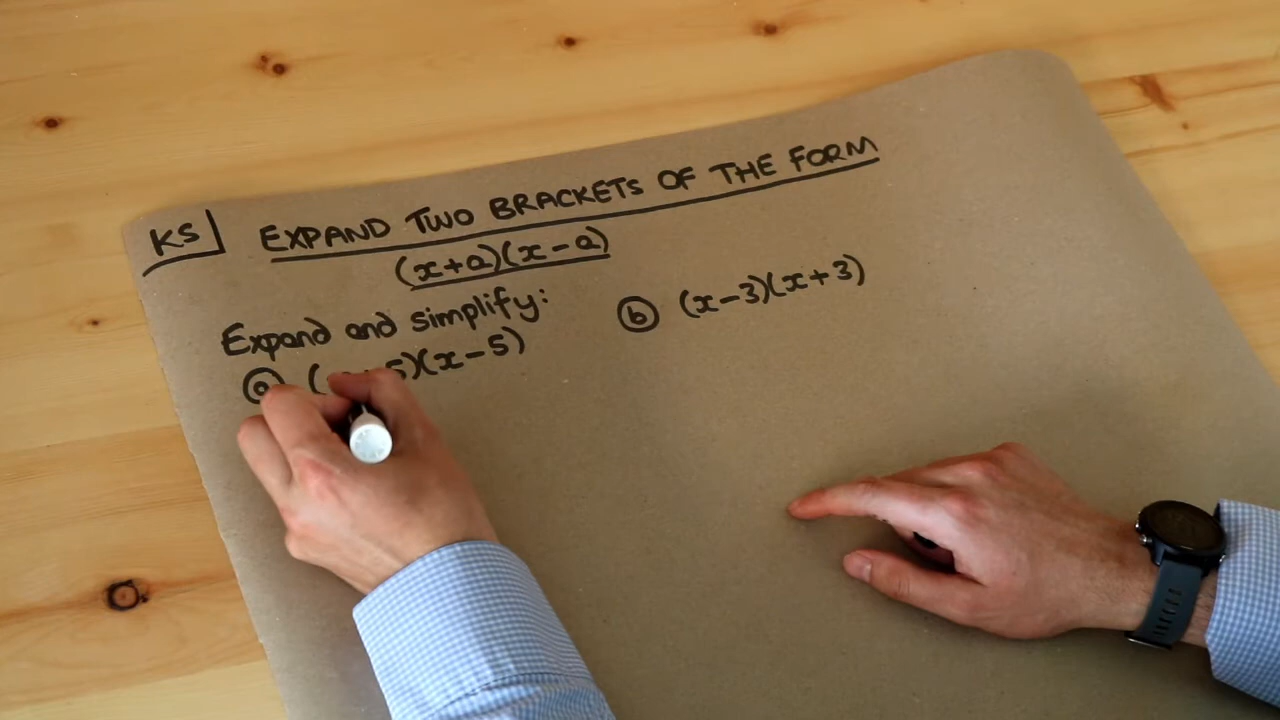 KS
EXPAND TWO BRACKETS OF THE FORM
(x+a)(x-a)
Expand and simplify:
a (x+5)(x-5)
b (x-3)(x+3)